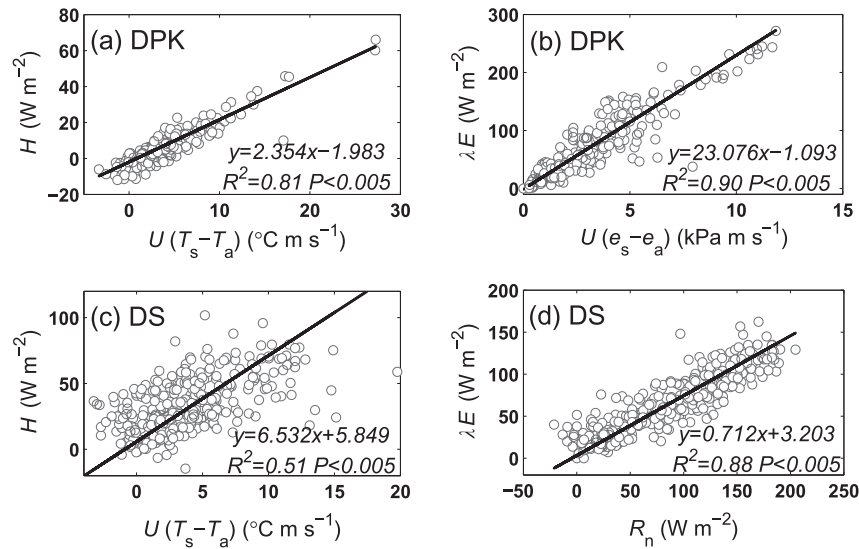 (a) DPK
80
60
40
20
0
−20
0
10
20
30
H (W m−2)
U (Ts−Ta) (°C m s−1)
y=2.354x−1.983
R2=0.81 P<0.005
(b) DPK
300
200
100
0
0
5
10
15
λE (W m−2)
U (es−ea) (kPa m s−1)
y=23.076x−1.093
R2=0.90 P<0.005
(c) DS
100
50
0
0
5
10
15
20
H (W m−2)
U (Ts−Ta) (°C m s−1)
y=6.532x+5.849
R2=0.51 P<0.005
(d) DS
200
150
100
50
0
−50
0
50
100
150
200
250
λE (W m−2)
Rn (W m−2)
y=0.712x+3.203
R2=0.88 P<0.005